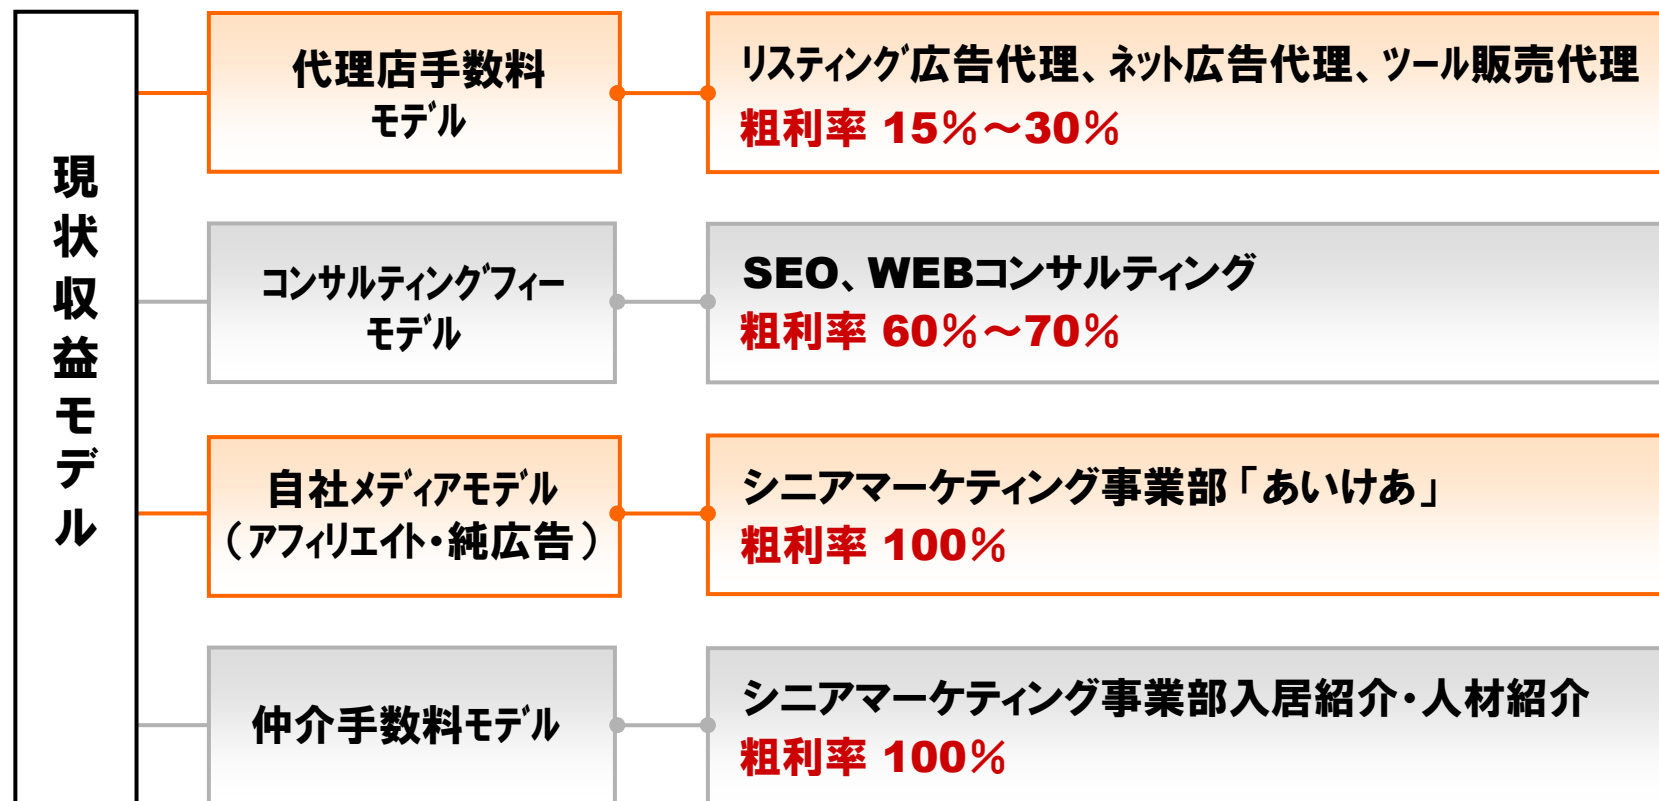 現状収益モデル
代理店手数料
モデル
リスティング広告代理、ネット広告代理、ツール販売代理
粗利率 15％～30％
コンサルティングフィー
モデル
SEO、WEBコンサルティング
粗利率 60％～70％
自社メディアモデル
（アフィリエイト・純広告）
シニアマーケティング事業部「あいけあ」
粗利率 100％
仲介手数料モデル
シニアマーケティング事業部入居紹介・人材紹介
粗利率 100％